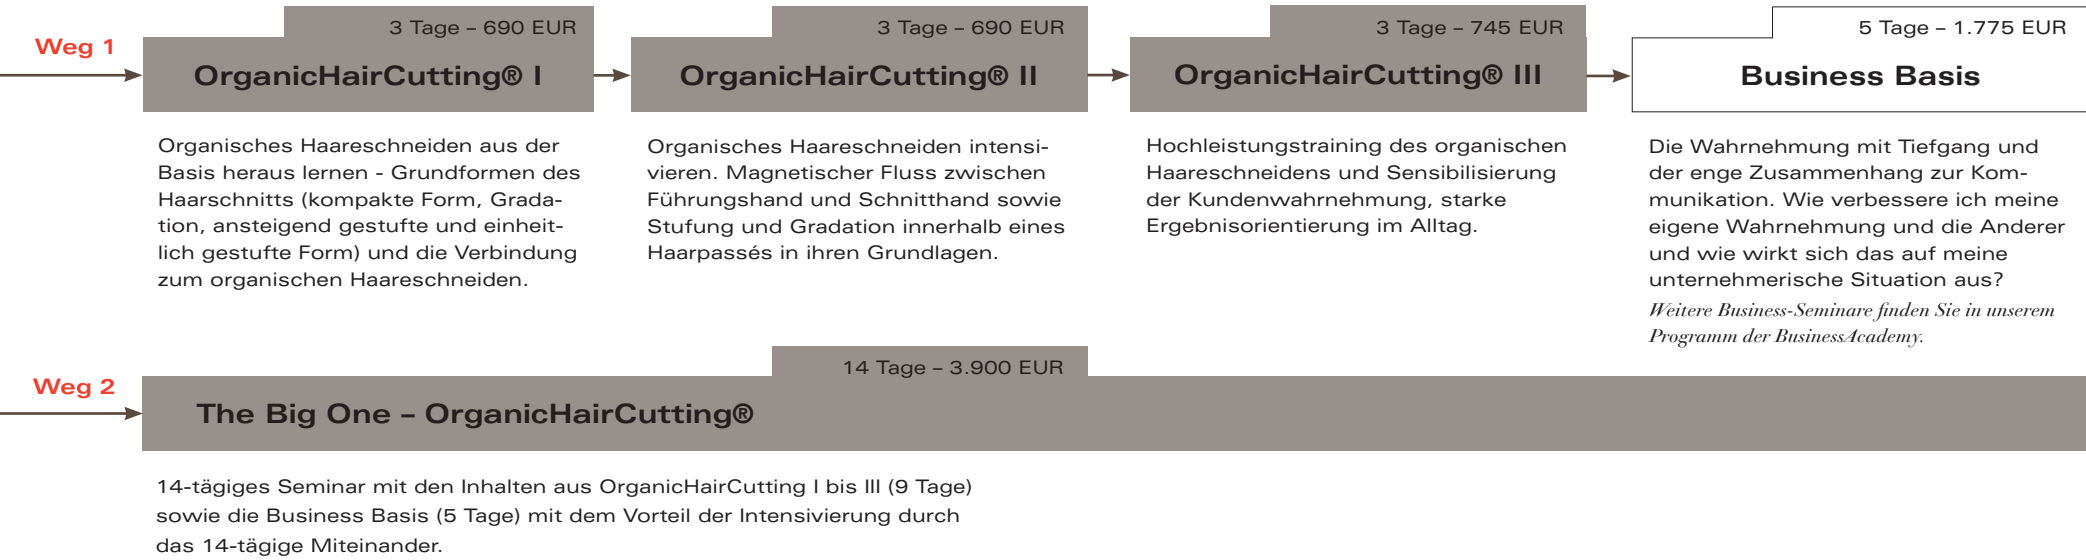 Weg 1
3 Tage – 690 EUR
OrganicHairCutting® I
Organisches Haareschneiden aus der
Basis heraus lernen - Grundformen des
Haarschnitts (kompakte Form, Grada-
tion, ansteigend gestufte und einheit-
lich gestufte Form) und die Verbindung
zum organischen Haareschneiden.
3 Tage – 690 EUR
OrganicHairCutting® II
Organisches Haareschneiden intensi-
vieren. Magnetischer Fluss zwischen
Führungshand und Schnitthand sowie
Stufung und Gradation innerhalb eines
Haarpassés in ihren Grundlagen.
3 Tage – 745 EUR
OrganicHairCutting® III
Hochleistungstraining des organischen
Haareschneidens und Sensibilisierung
der Kundenwahrnehmung, starke
Ergebnisorientierung im Alltag.
5 Tage – 1.775 EUR
Business Basis
Die Wahrnehmung mit Tiefgang und
der enge Zusammenhang zur Kom-
munikation. Wie verbessere ich meine
eigene Wahrnehmung und die Anderer
und wie wirkt sich das auf meine
unternehmerische Situation aus?
Weitere Business-Seminare finden Sie in unserem
Programm der BusinessAcademy.
Weg 2
14 Tage – 3.900 EUR
The Big One – OrganicHairCutting®
14-tägiges Seminar mit den Inhalten aus OrganicHairCutting I bis III (9 Tage)
sowie die Business Basis (5 Tage) mit dem Vorteil der Intensivierung durch
das 14-tägige Miteinander.